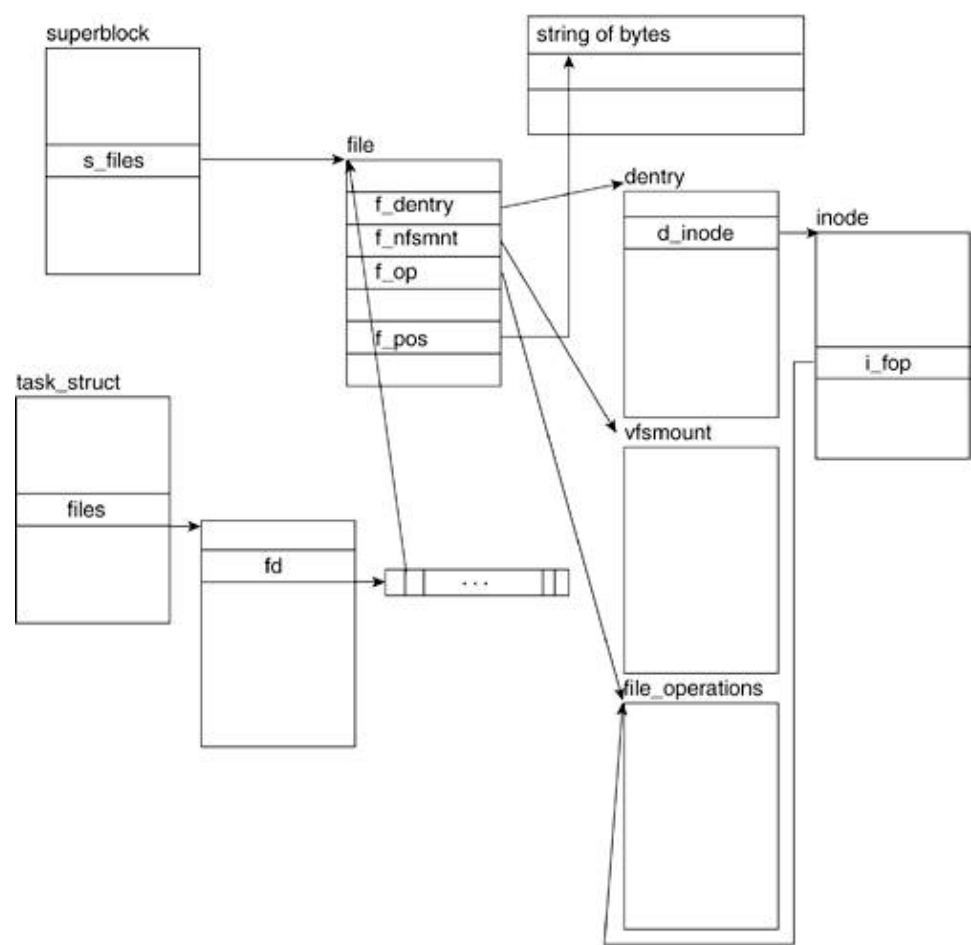 superblock
s_files
string of bytes
file
f_dentry
f_nfsmnt
f_op
f_pos
dentry
d_inode
inode
i_fop
task_struct
files
fd
...
vfsmount
file_operations